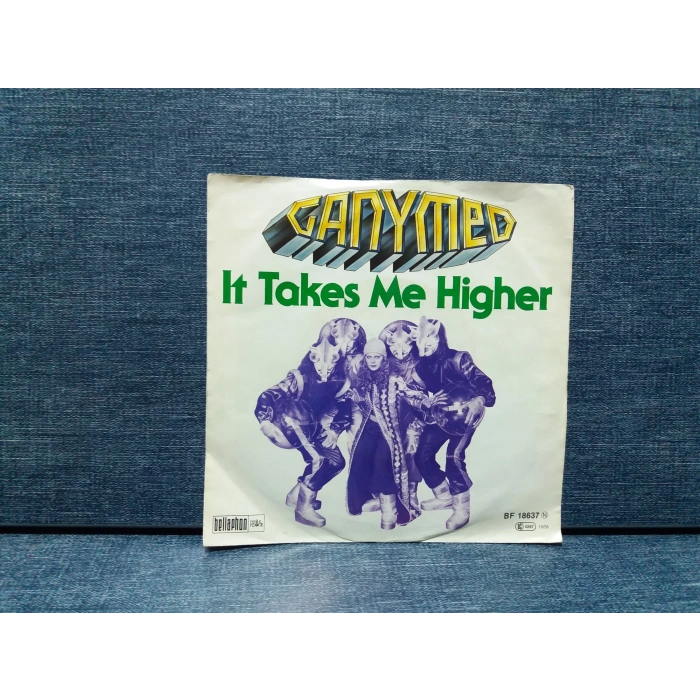 GANYMED
It Takes Me Higher
bellaphon
BF 18637 Ⓝ